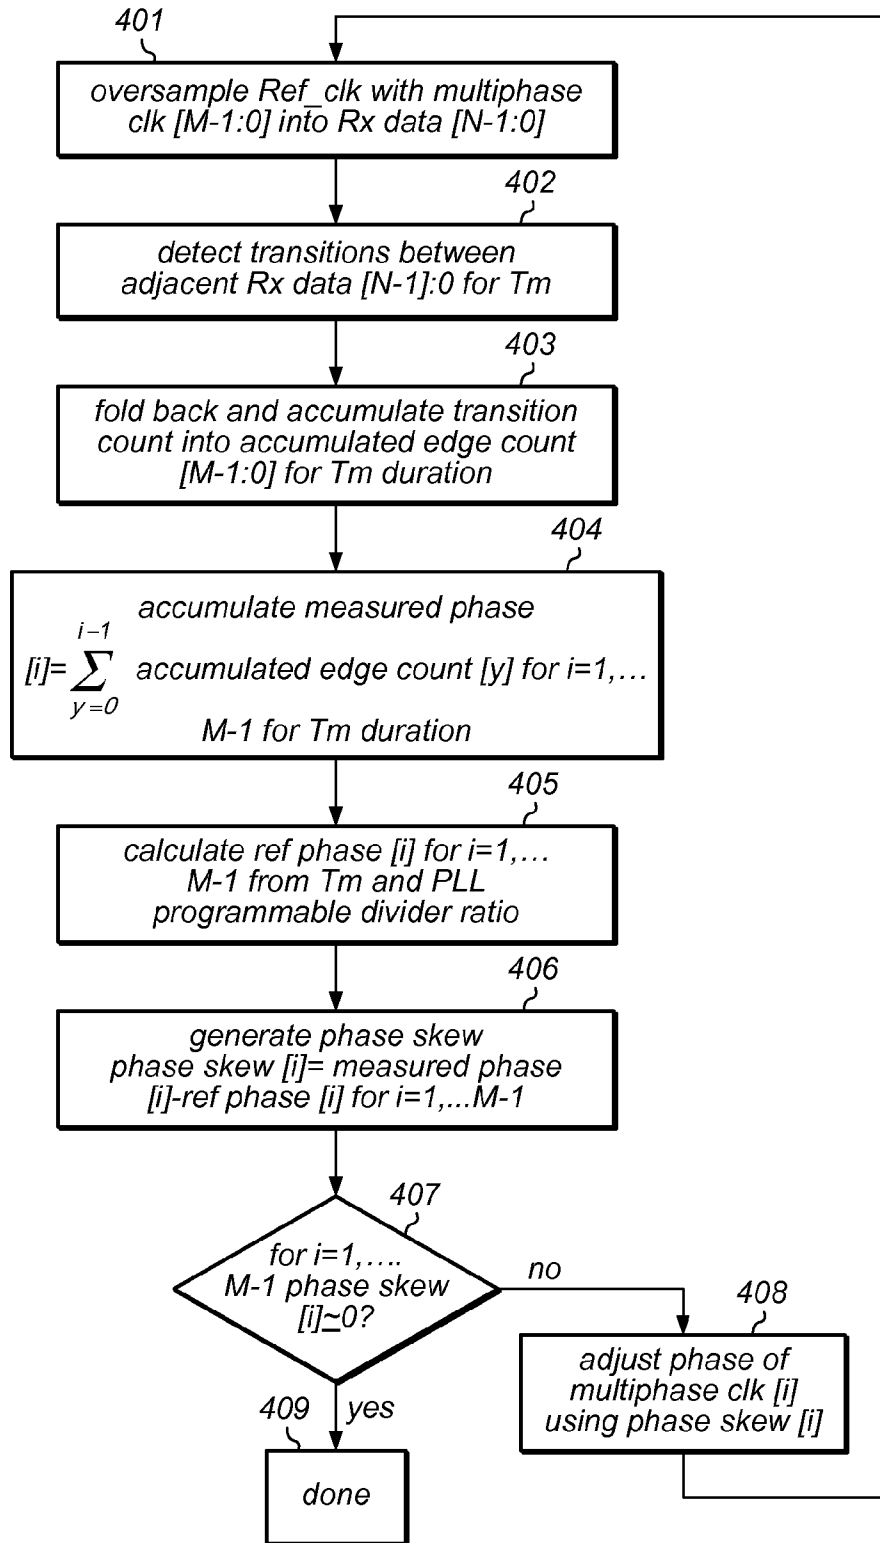 401
oversample Ref_clk with multiphase
clk [M-1:0] into Rx data [N-1:0]
402
detect transitions between
adjacent Rx data [N-1]:0 for Tm
403
fold back and accumulate transition
count into accumulated edge count
[M-1:0] for Tm duration
404
accumulate measured phase
i-1
[i]=∑ accumulated edge count [y] for i=1,...
y=0
M-1 for Tm duration
405
calculate ref phase [i] for i=1,...
M-1 from Tm and PLL
programmable divider ratio
406
generate phase skew
phase skew [i]= measured phase
[i]-ref phase [i] for i=1,...M-1
407
for i=1,....
M-1 phase skew
[i]≃0?
no
408
adjust phase of
multiphase clk [i]
using phase skew [i]
yes
409
done